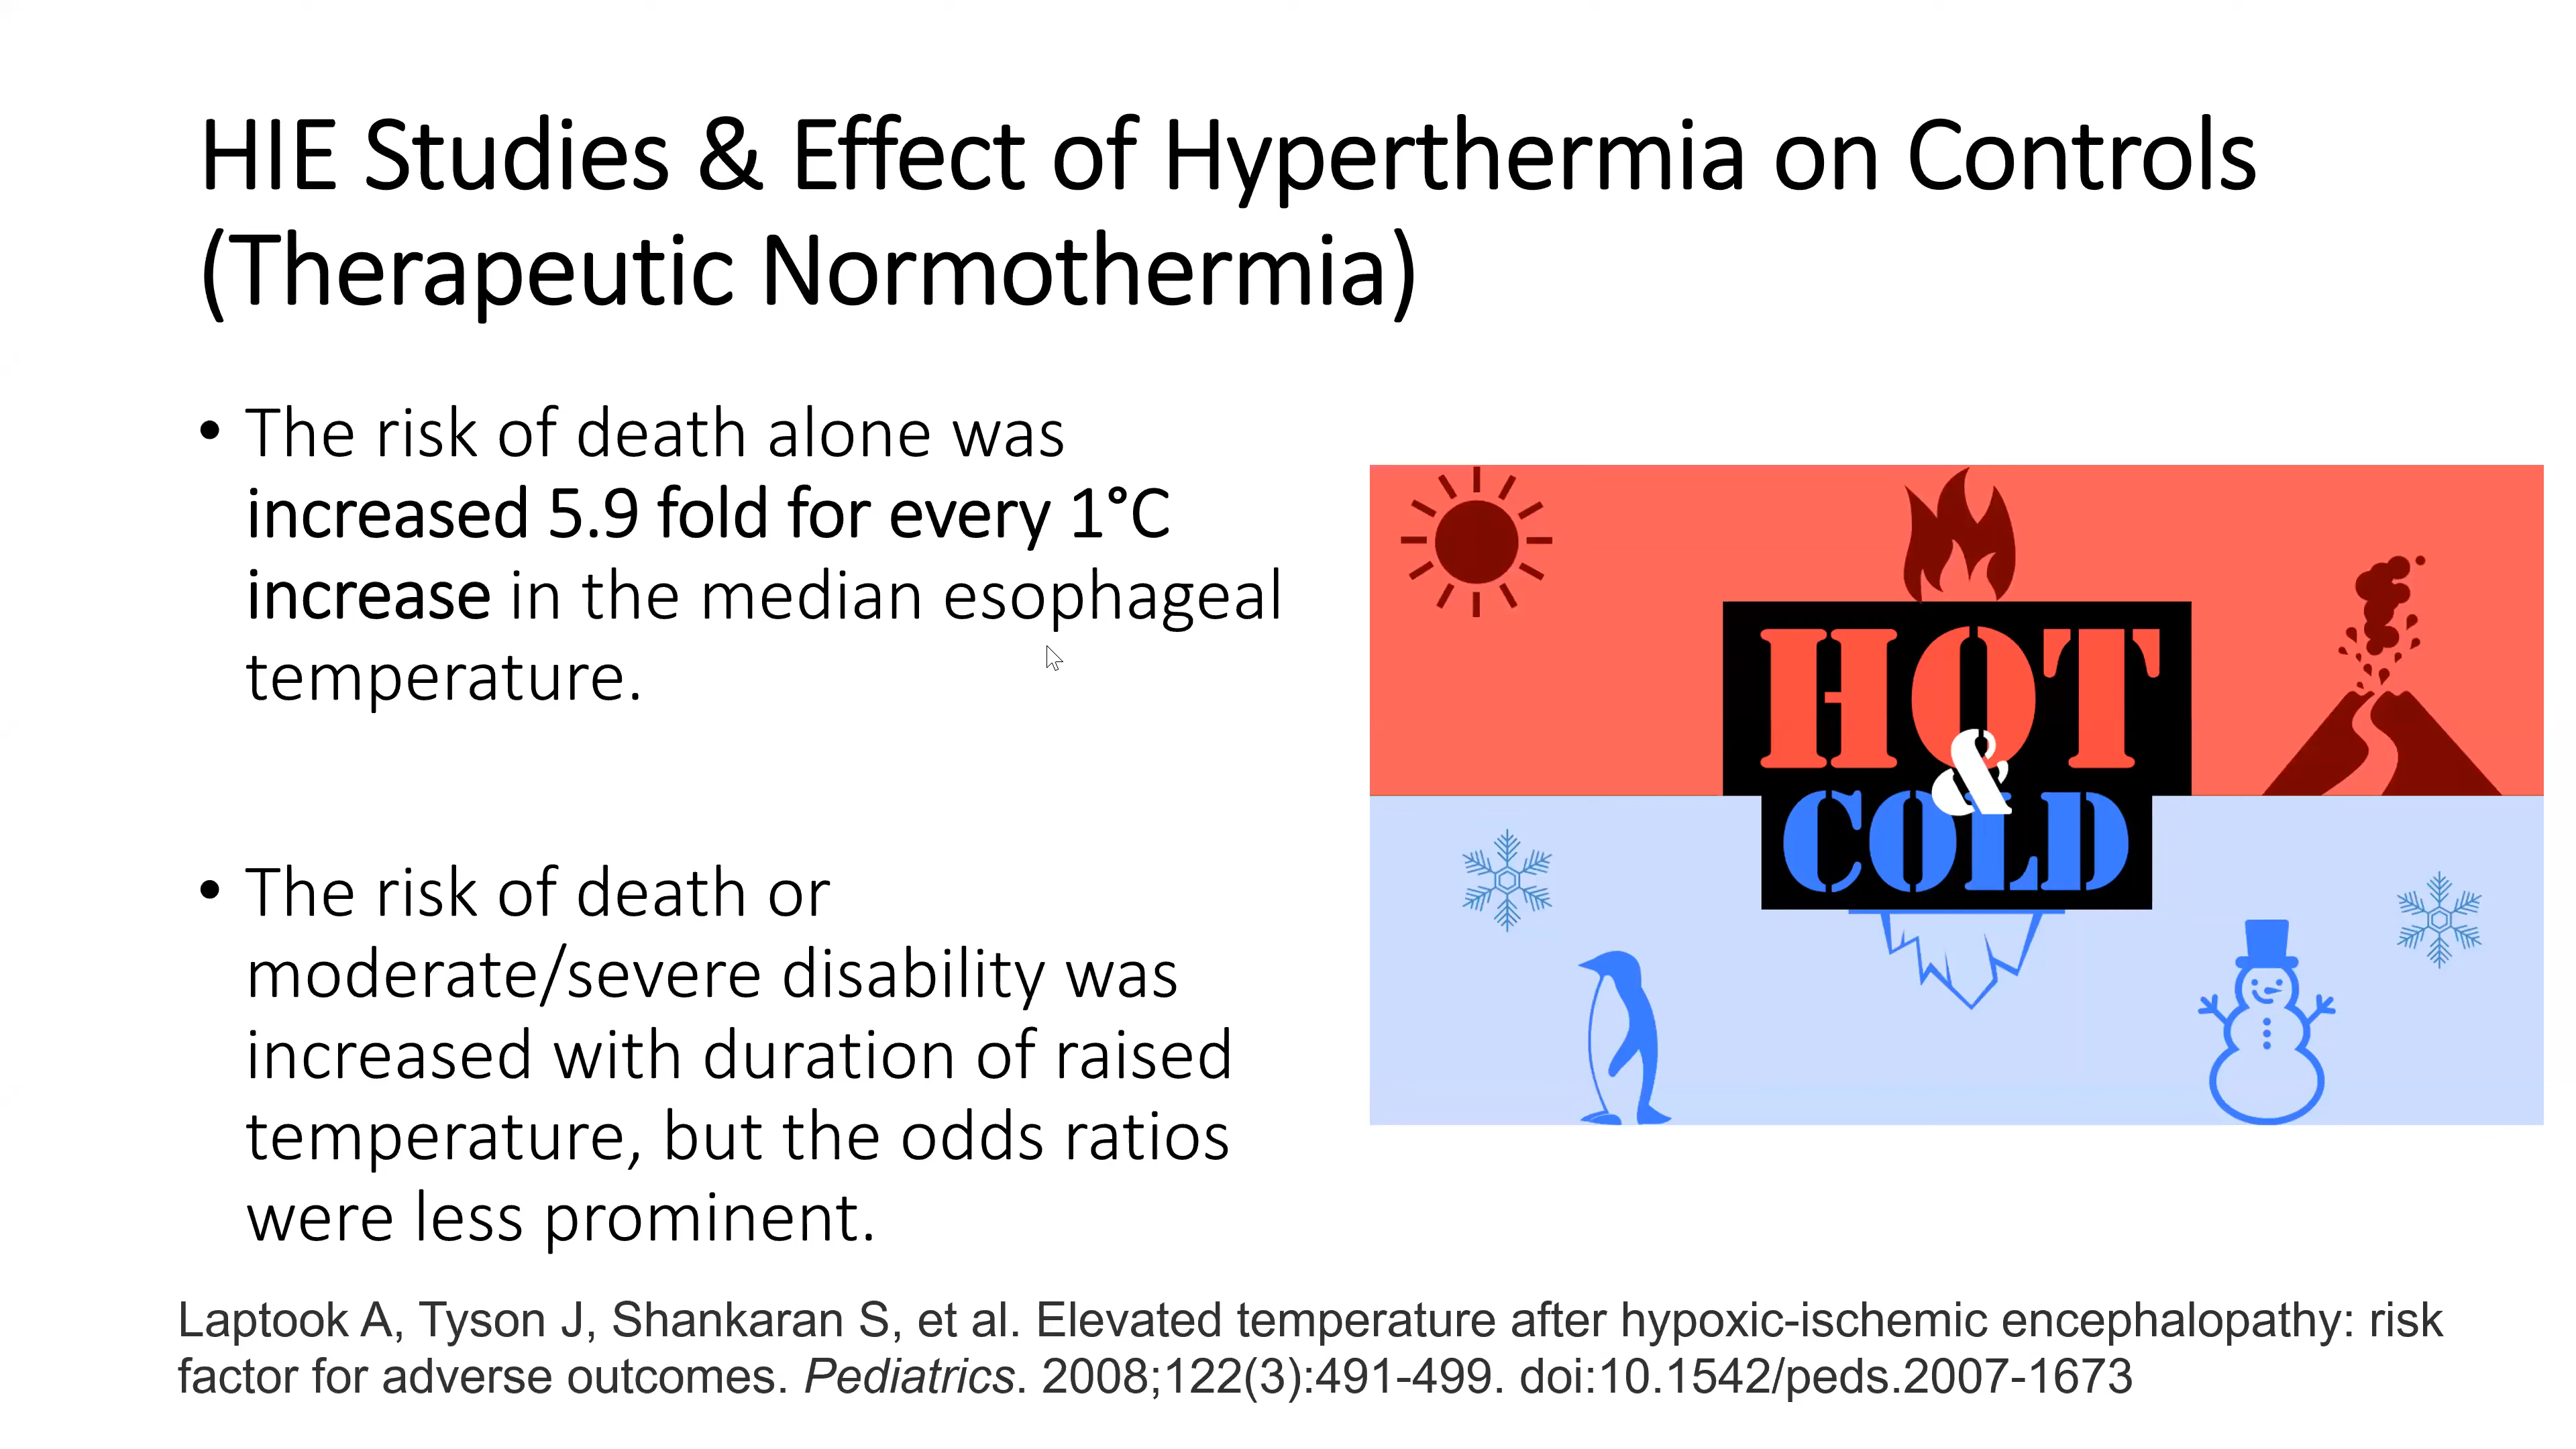 HIE Studies & Effect of Hyperthermia on Controls
(Therapeutic Normothermia)
• The risk of death alone was
increased 5.9 fold for every 1°C
increase in the median esophageal
temperature.
• The risk of death or
moderate/severe disability was
increased with duration of raised
temperature, but the odds ratios
were less prominent.
HOT
&
COLD
Laptook A, Tyson J, Shankaran S, et al. Elevated temperature after hypoxic-ischemic encephalopathy: risk
factor for adverse outcomes. Pediatrics. 2008;122(3):491-499. doi:10.1542/peds.2007-1673